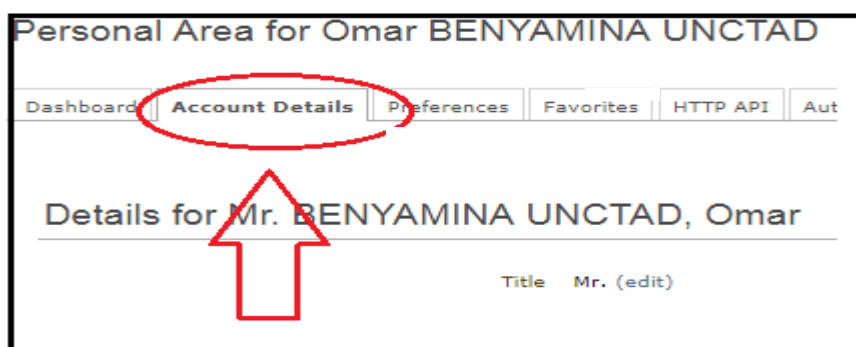 Personal Area for Omar BENYAMINA UNCTAD
Dashboard Account Details Preferences Favorites HTTP API Aut
Details for Mr. BENYAMINA UNCTAD, Omar
Title Mr. (edit)